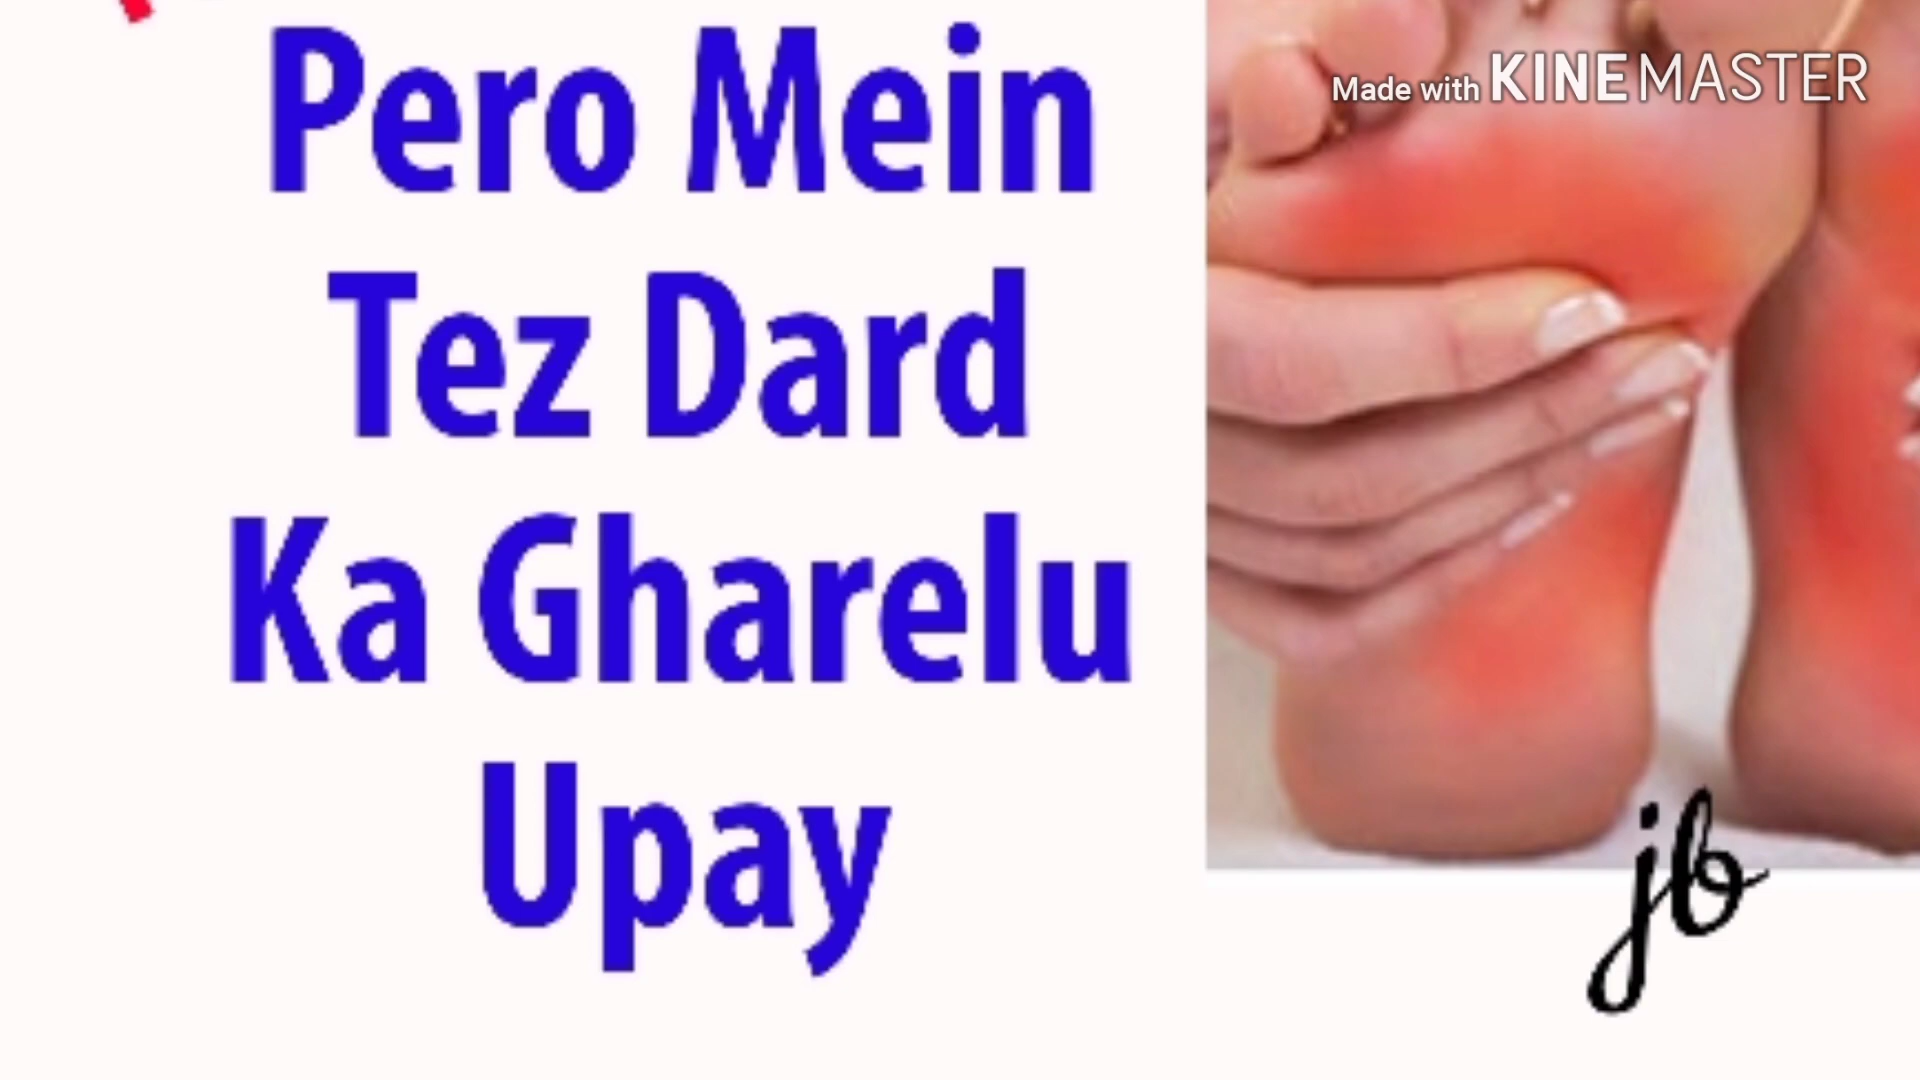 Pero Mein
Made with KINEMASTER
Tez Dard
Ka Gharelu
Upay
jb